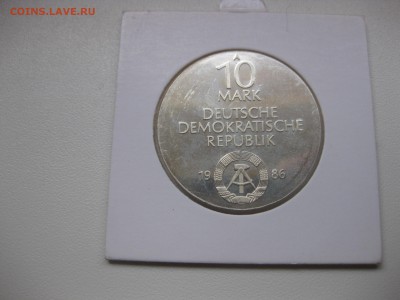 COINS.LAVE.RU
10
MARK
DEUTSCHE
DEMOKRATISCHE
REPUBLIK
19 86